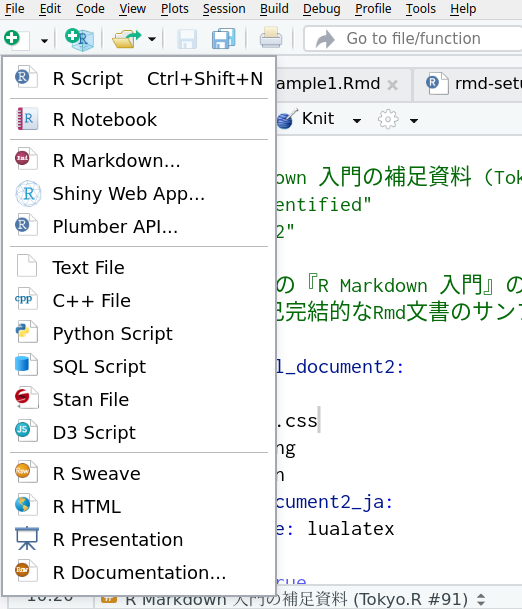 File Edit Code View Plots Session Build Debug Profile Tools Help
Go to file/function
R Script Ctrl+Shift+N
R Notebook
R Markdown...
Shiny Web App...
Plumber API...
Text File
C++ File
Python Script
SQL Script
Stan File
D3 Script
R Sweave
R HTML
R Presentation
R Documentation...
ample1.Rmd
rmd-setu
Knit
own 入門の補足資料 (Tok
entified"
2"
の『R Markdown 入門』の
己完結的なRmd文書のサンプ
l_document2:
.css
ng
n
cument2_ja:
e: lualatex
rue
R Markdown 入門の補足資料 (Tokyo.R #91)